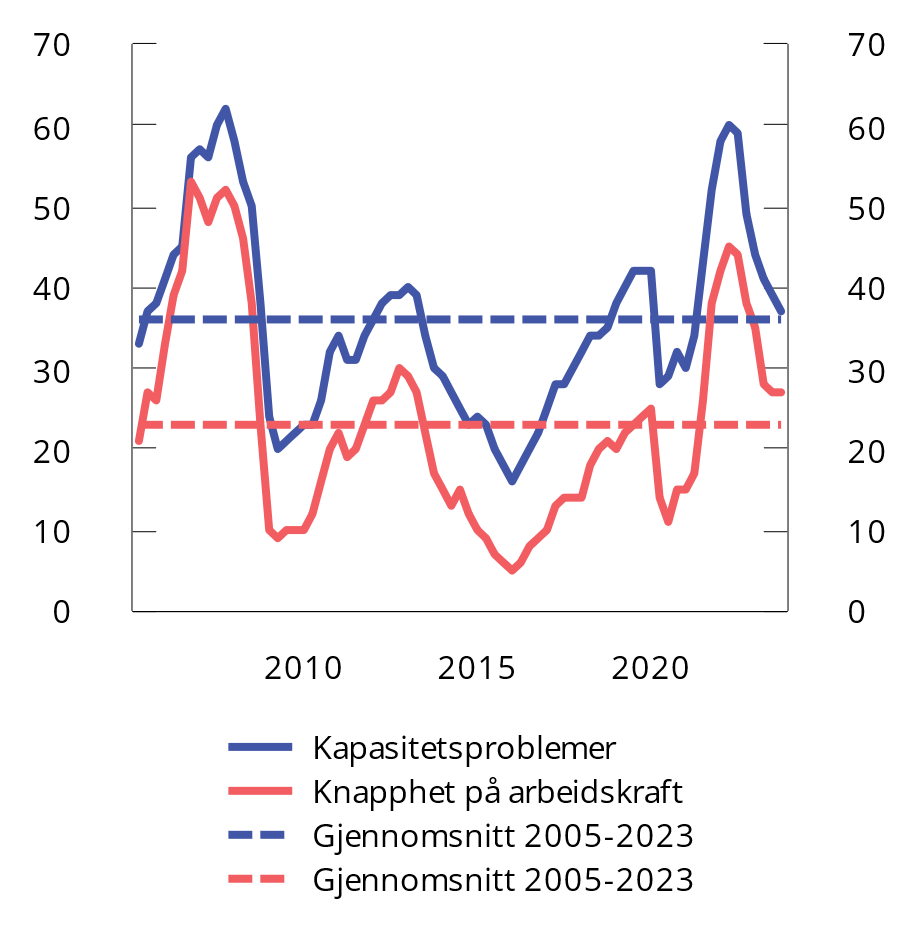 70 70
60 60
50 50
40 40
30 30
20 20
10 10
0 0
2010 2015 2020
Kapasitetsproblemer
Knapphet på arbeidskraft
Gjennomsnitt 2005-2023
Gjennomsnitt 2005-2023